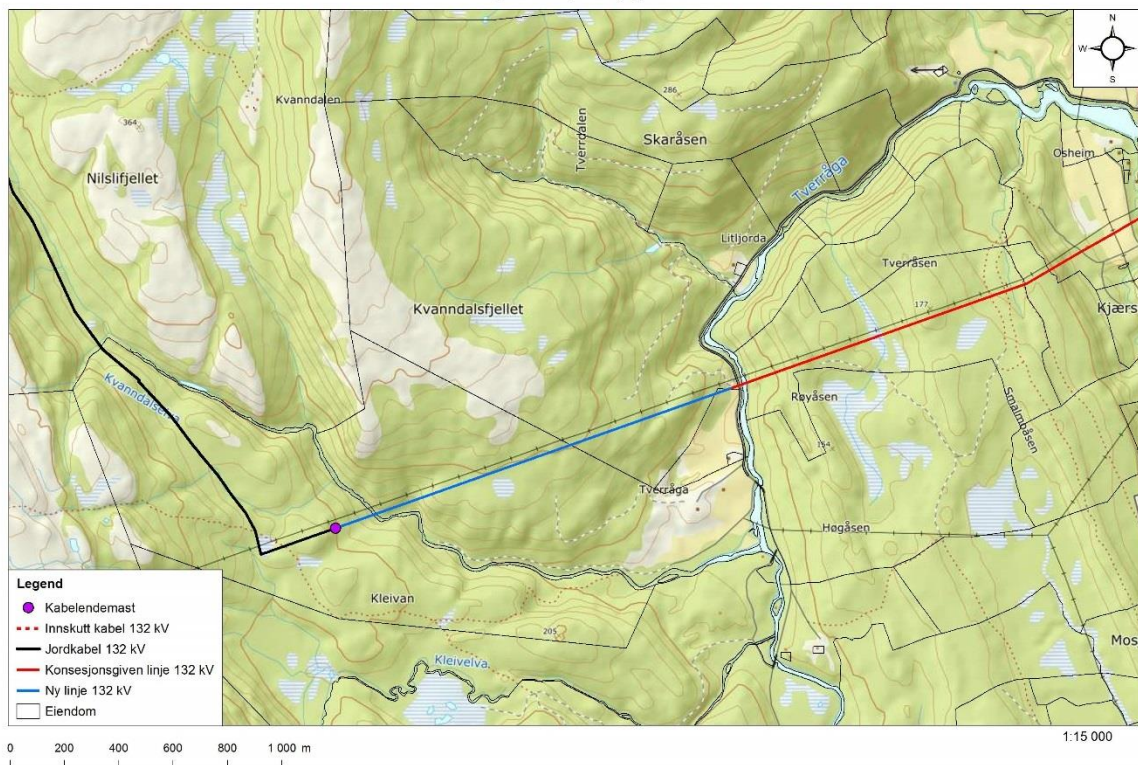 N
W
S
286
Skaråsen
Kvanndalen
Tverrdalen
364
Nilslifjellet
Tverråga
Osheim
Litljorda
Tverråsen
177
Kvanndalsfjellet
Kjærs
Kvanndalselva
Røyåsen
Smalmoåsen
154
Tverråga
Høgåsen
Kleivan
205
Kleivelva
Mos
Legend
Kabelendemast
Innskutt kabel 132 kV
Jordkabel 132 kV
Konsesjonsgiven linje 132 kV
Ny linje 132 kV
Eiendom
1:15 000
0 200 400 600 800 1 000 m